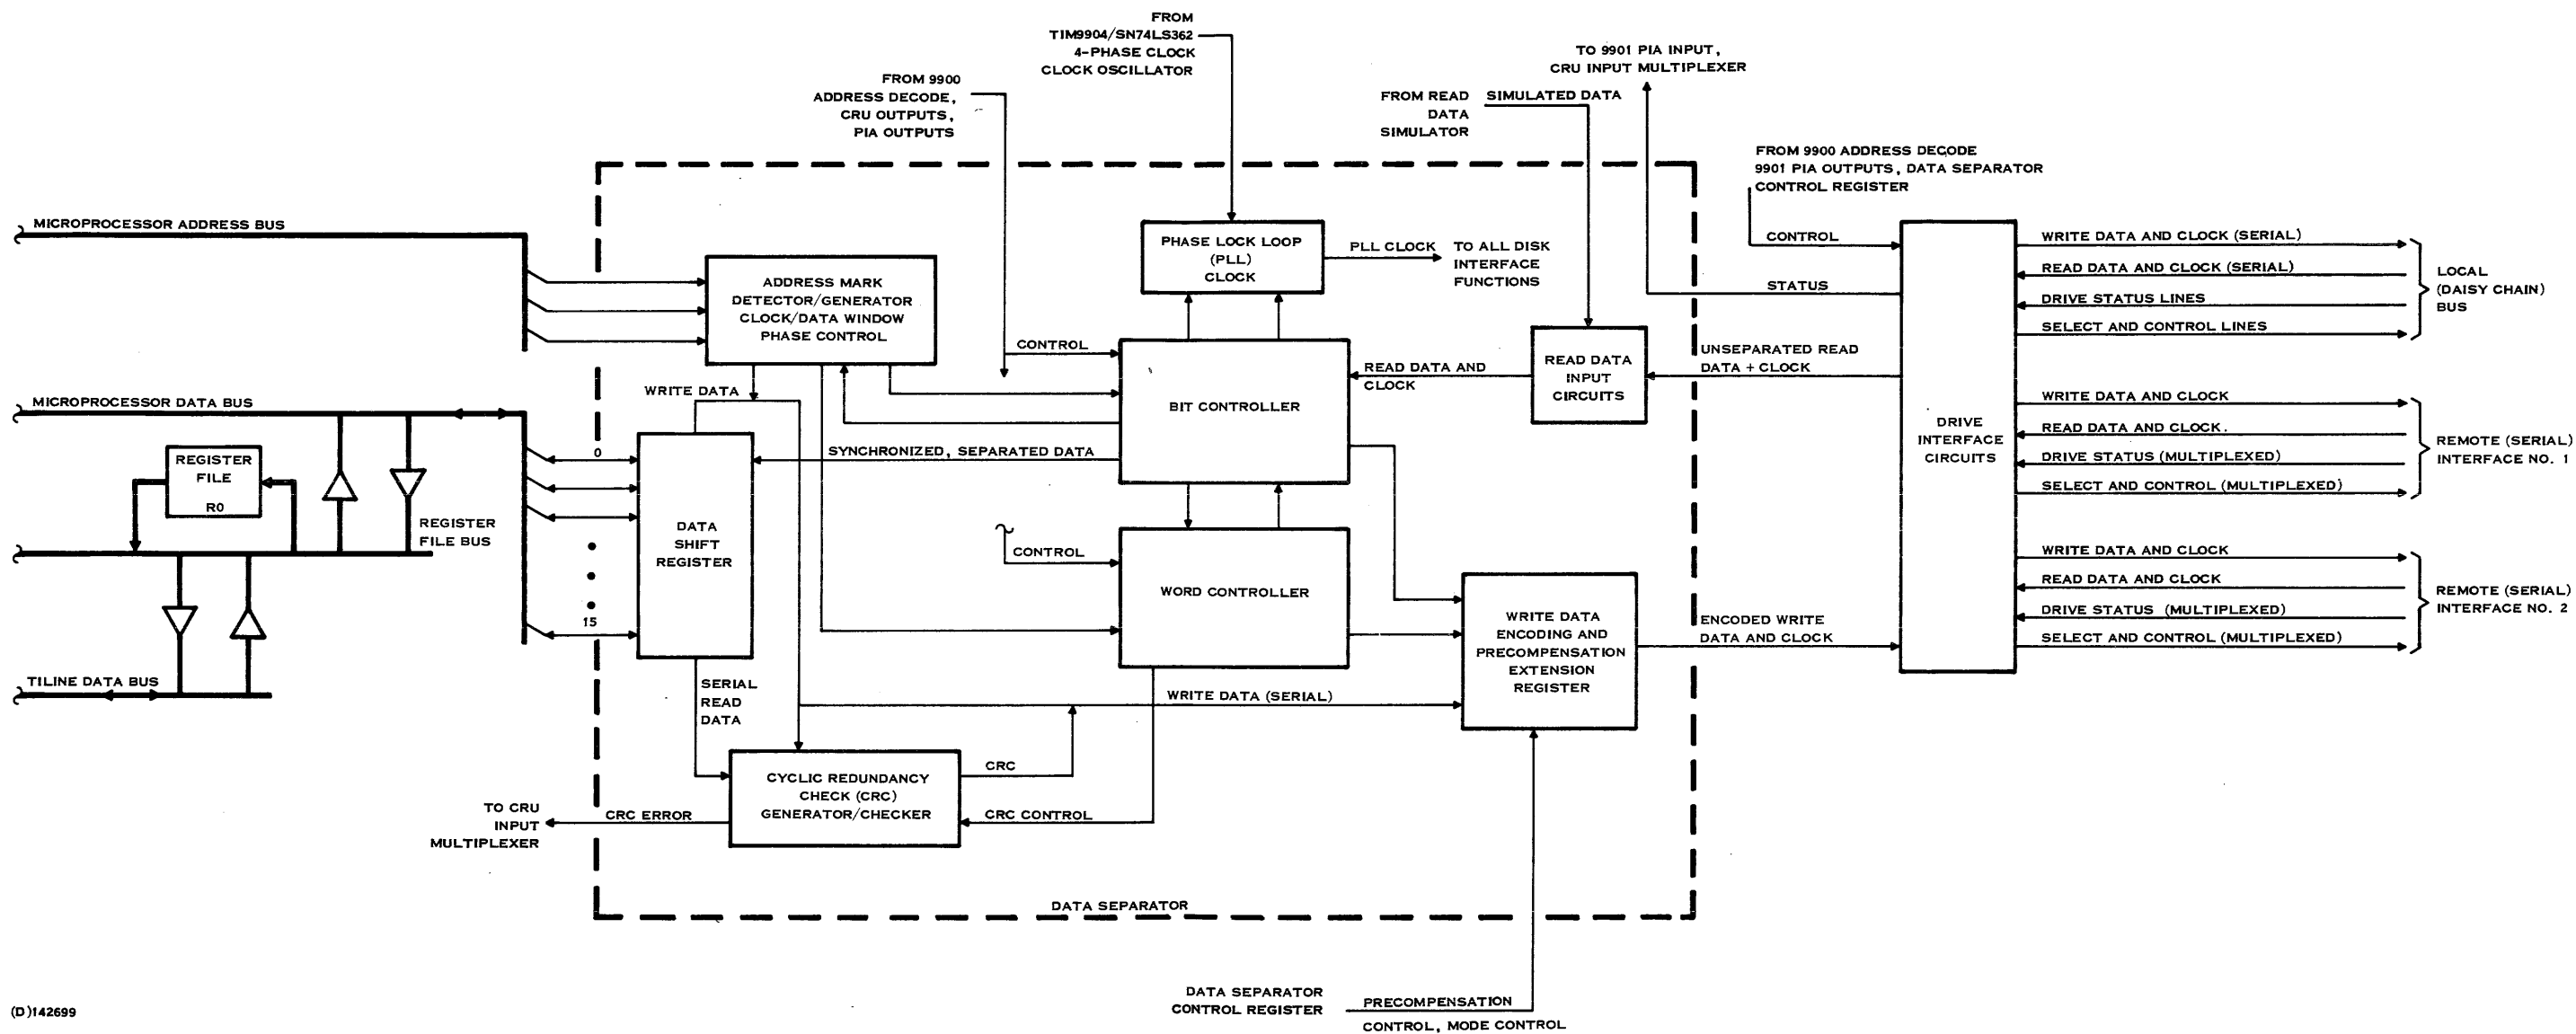 FROM
TIM9904/SN74LS362
4-PHASE CLOCK
CLOCK OSCILLATOR
TO 9901 PIA INPUT,
CRU INPUT MULTIPLEXER
FROM 9900
ADDRESS DECODE,
CRU OUTPUTS,
PIA OUTPUTS
FROM READ
DATA
SIMULATOR
SIMULATED DATA
FROM 9900 ADDRESS DECODE
9901 PIA OUTPUTS, DATA SEPARATOR
CONTROL REGISTER
MICROPROCESSOR ADDRESS BUS
ADDRESS MARK
DETECTOR/GENERATOR
CLOCK/DATA WINDOW
PHASE CONTROL
PHASE LOCK LOOP
(PLL)
CLOCK
PLL CLOCK
TO ALL DISK
INTERFACE
FUNCTIONS
CONTROL
STATUS
WRITE DATA AND CLOCK (SERIAL)
READ DATA AND CLOCK (SERIAL)
DRIVE STATUS LINES
SELECT AND CONTROL LINES
LOCAL
(DAISY CHAIN)
BUS
CONTROL
BIT CONTROLLER
READ DATA AND
CLOCK
READ DATA
INPUT
CIRCUITS
UNSEPARATED READ
DATA + CLOCK
WRITE DATA
MICROPROCESSOR DATA BUS
REGISTER
FILE
R0
REGISTER
FILE BUS
0
15
DATA
SHIFT
REGISTER
SYNCHRONIZED, SEPARATED DATA
DRIVE
INTERFACE
CIRCUITS
WRITE DATA AND CLOCK
READ DATA AND CLOCK.
DRIVE STATUS (MULTIPLEXED)
SELECT AND CONTROL (MULTIPLEXED)
REMOTE (SERIAL)
INTERFACE NO. 1
CONTROL
WORD CONTROLLER
WRITE DATA
ENCODING AND
PRECOMPENSATION
EXTENSION
REGISTER
ENCODED WRITE
DATA AND CLOCK
WRITE DATA AND CLOCK
READ DATA AND CLOCK
DRIVE STATUS (MULTIPLEXED)
SELECT AND CONTROL (MULTIPLEXED)
REMOTE (SERIAL)
INTERFACE NO. 2
TILINE DATA BUS
SERIAL
READ
DATA
WRITE DATA (SERIAL)
CYCLIC REDUNDANCY
CHECK (CRC)
GENERATOR/CHECKER
CRC
CRC CONTROL
CRC ERROR
TO CRU
INPUT
MULTIPLEXER
DATA SEPARATOR
DATA SEPARATOR
CONTROL REGISTER
PRECOMPENSATION
CONTROL, MODE CONTROL
(D)142699